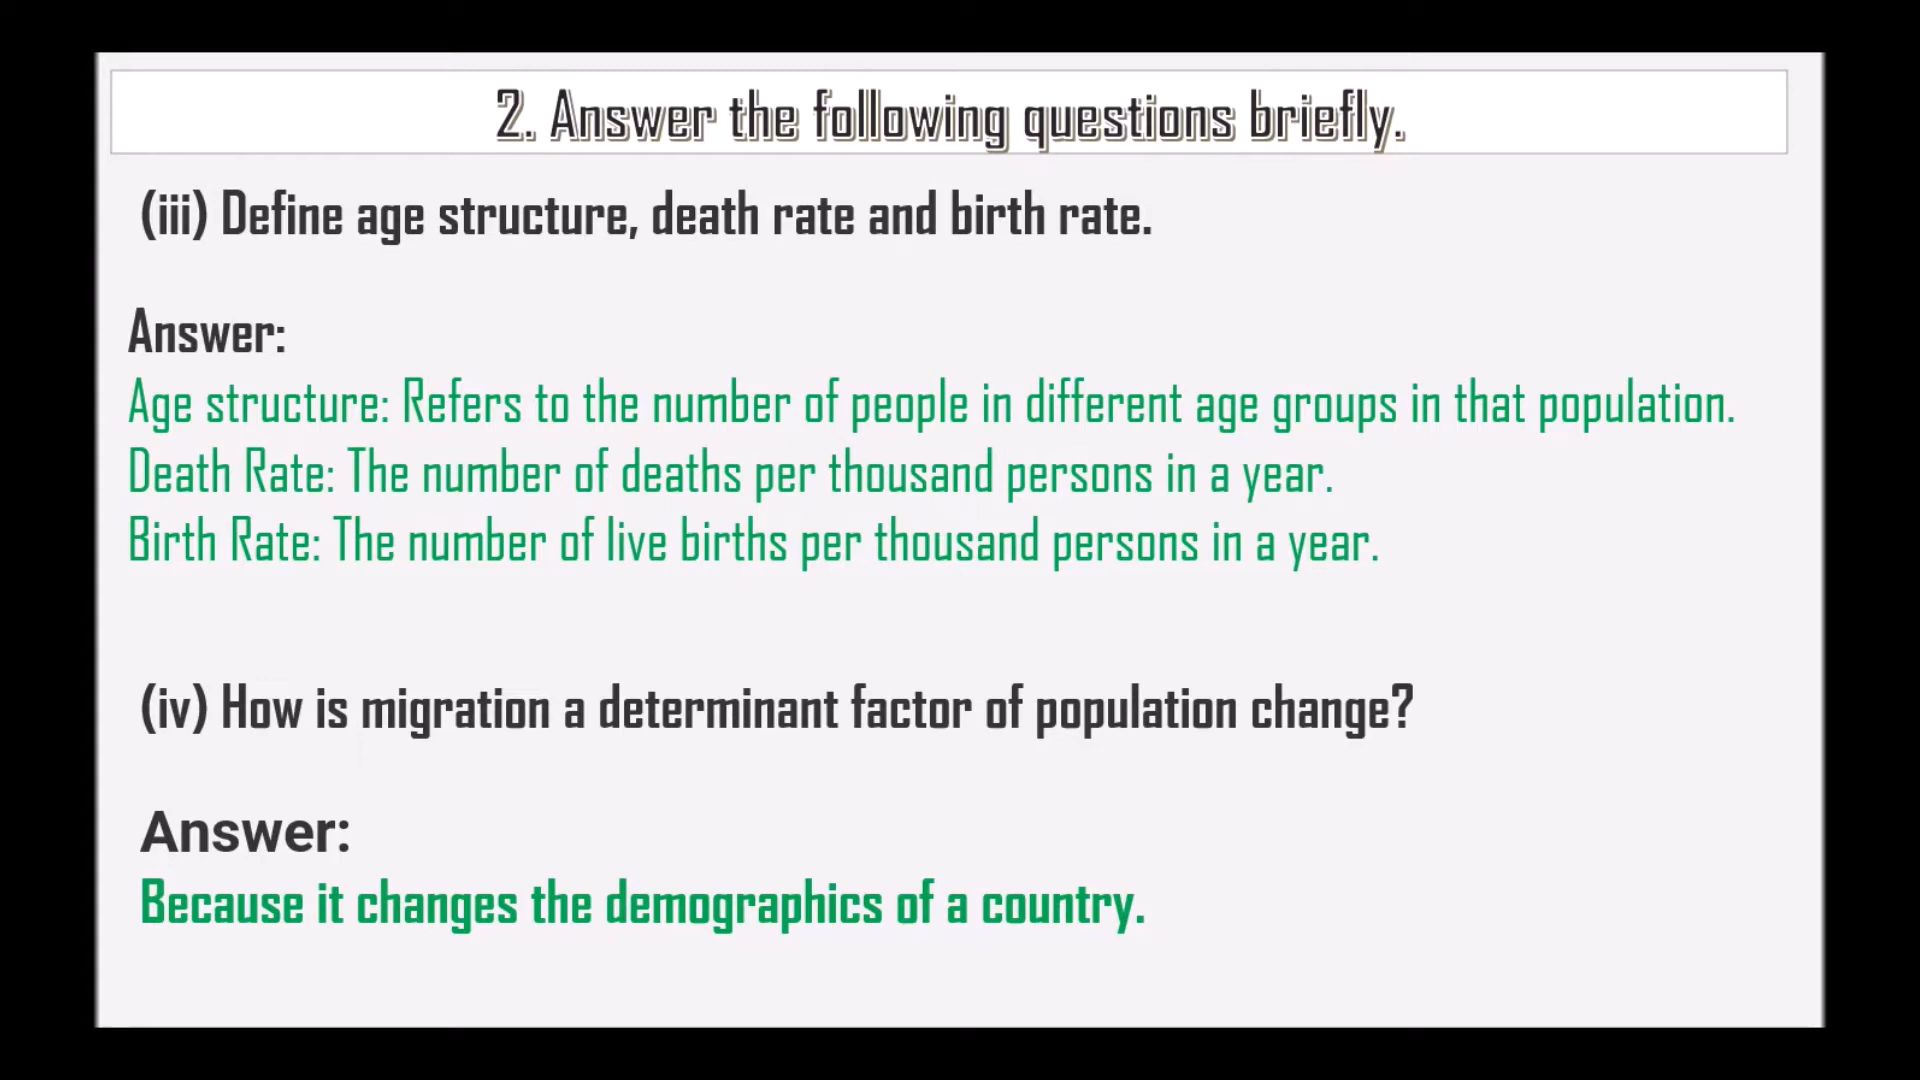 2. Answer the following questions briefly.
(iii) Define age structure, death rate and birth rate.
Answer:
Age structure: Refers to the number of people in different age groups in that population.
Death Rate: The number of deaths per thousand persons in a year.
Birth Rate: The number of live births per thousand persons in a year.
(iv) How is migration a determinant factor of population change?
Answer:
Because it changes the demographics of a country.